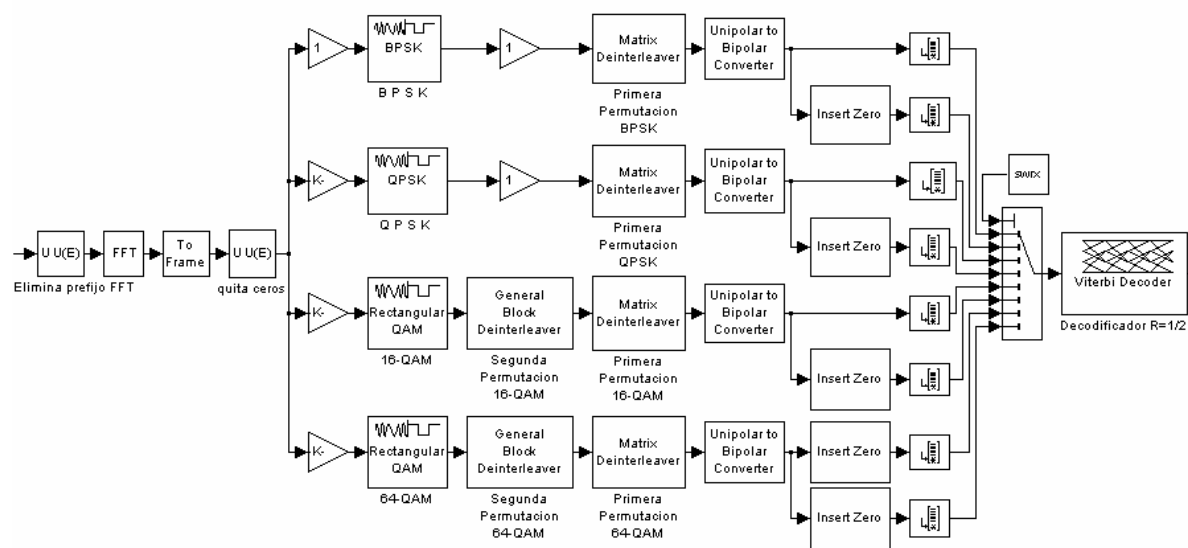 U U(E)
Elimina prefijo FFT
FFT
To
Frame
U U(E)
quita ceros
1
BPSK
B P S K
1
Matrix
Deinterleaver
Primera
Permutacion
BPSK
Unipolar to
Bipolar
Converter
Insert Zero
K-
QPSK
Q P S K
1
Matrix
Deinterleaver
Primera
Permutacion
QPSK
Unipolar to
Bipolar
Converter
Insert Zero
K-
Rectangular
QAM
16-QAM
General
Block
Deinterleaver
Segunda
Permutacion
16-QAM
Matrix
Deinterleaver
Primera
Permutacion
16-QAM
Unipolar to
Bipolar
Converter
Insert Zero
K-
Rectangular
QAM
64-QAM
General
Block
Deinterleaver
Segunda
Permutacion
64-QAM
Matrix
Deinterleaver
Primera
Permutacion
64-QAM
Unipolar to
Bipolar
Converter
Insert Zero
Insert Zero
Viterbi Decoder
Decodificador R=1/2